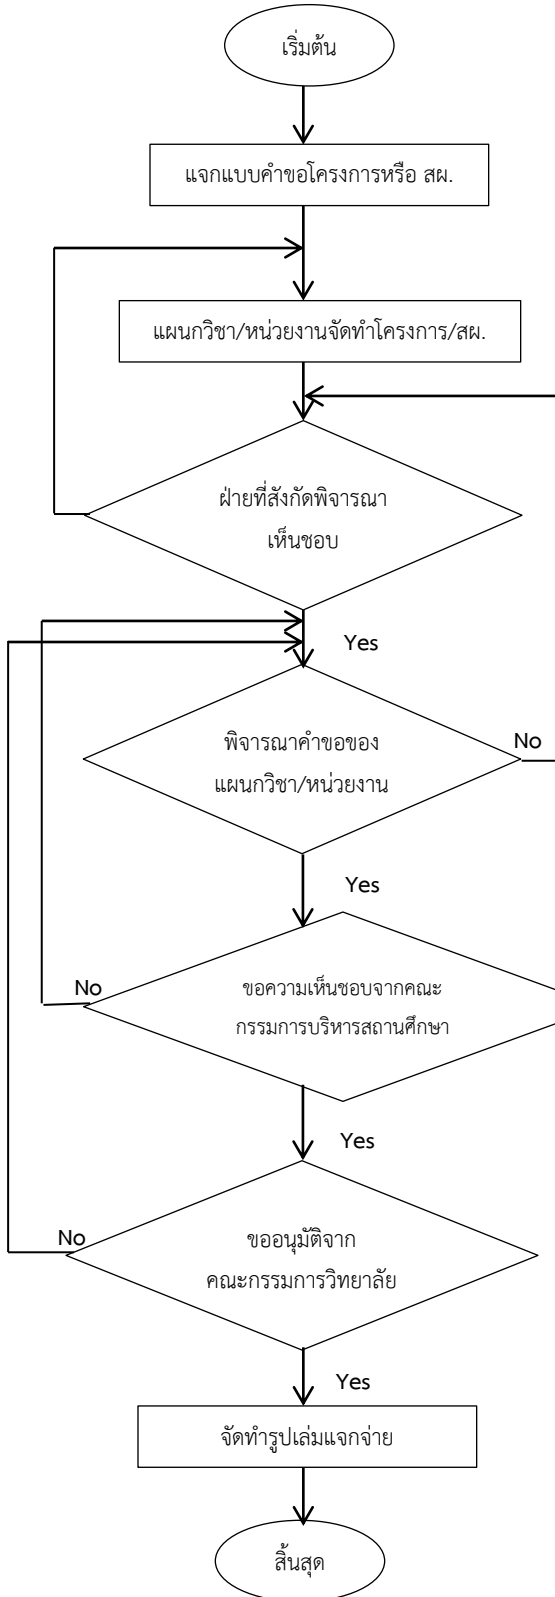 เริ่มต้น
แจกแบบคำขอโครงการหรือ สผ.
แผนกวิชา/หน่วยงานจัดทำโครงการ/สผ.
ฝ่ายที่สังกัดพิจารณา
เห็นชอบ
Yes
พิจารณาคำขอของ
แผนกวิชา/หน่วยงาน
No
Yes
ขอความเห็นชอบจากคณะ
กรรมการบริหารสถานศึกษา
No
Yes
ขออนุมัติจาก
คณะกรรมการวิทยาลัย
No
Yes
จัดทำรูปเล่มแจกจ่าย
สิ้นสุด